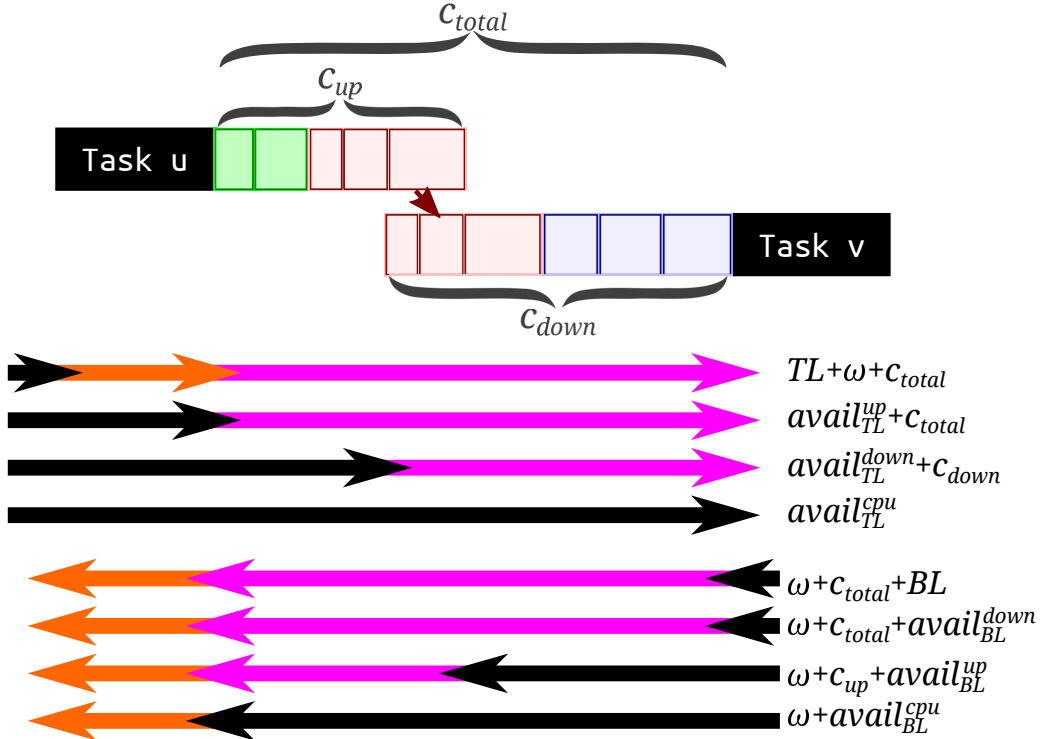 c_total
c_up
Task u
Task v
c_down
TL+ω+c_total
avail_TL^up+c_total
avail_TL^down+c_down
avail_TL^cpu
ω+c_total+BL
ω+c_total+avail_BL^down
ω+c_up+avail_BL^up
ω+avail_BL^cpu